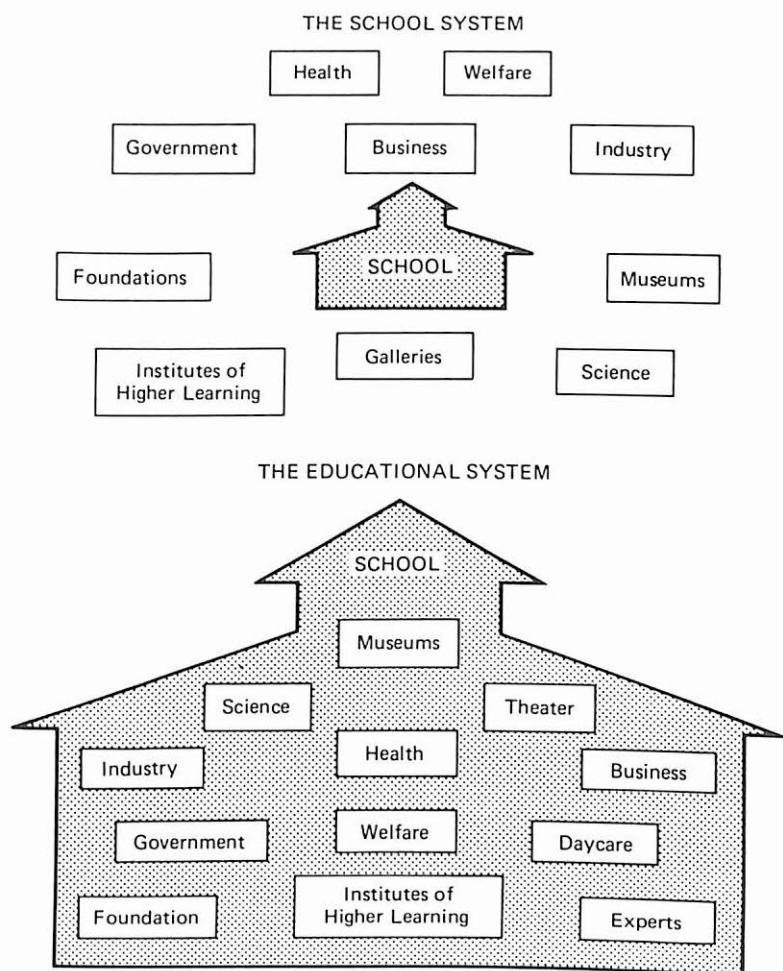 THE SCHOOL SYSTEM
Health
Welfare
Government
Business
Industry
SCHOOL
Foundations
Museums
Galleries
Institutes of
Higher Learning
Science
THE EDUCATIONAL SYSTEM
SCHOOL
Museums
Science
Theater
Health
Industry
Business
Welfare
Government
Daycare
Institutes of
Higher Learning
Foundation
Experts